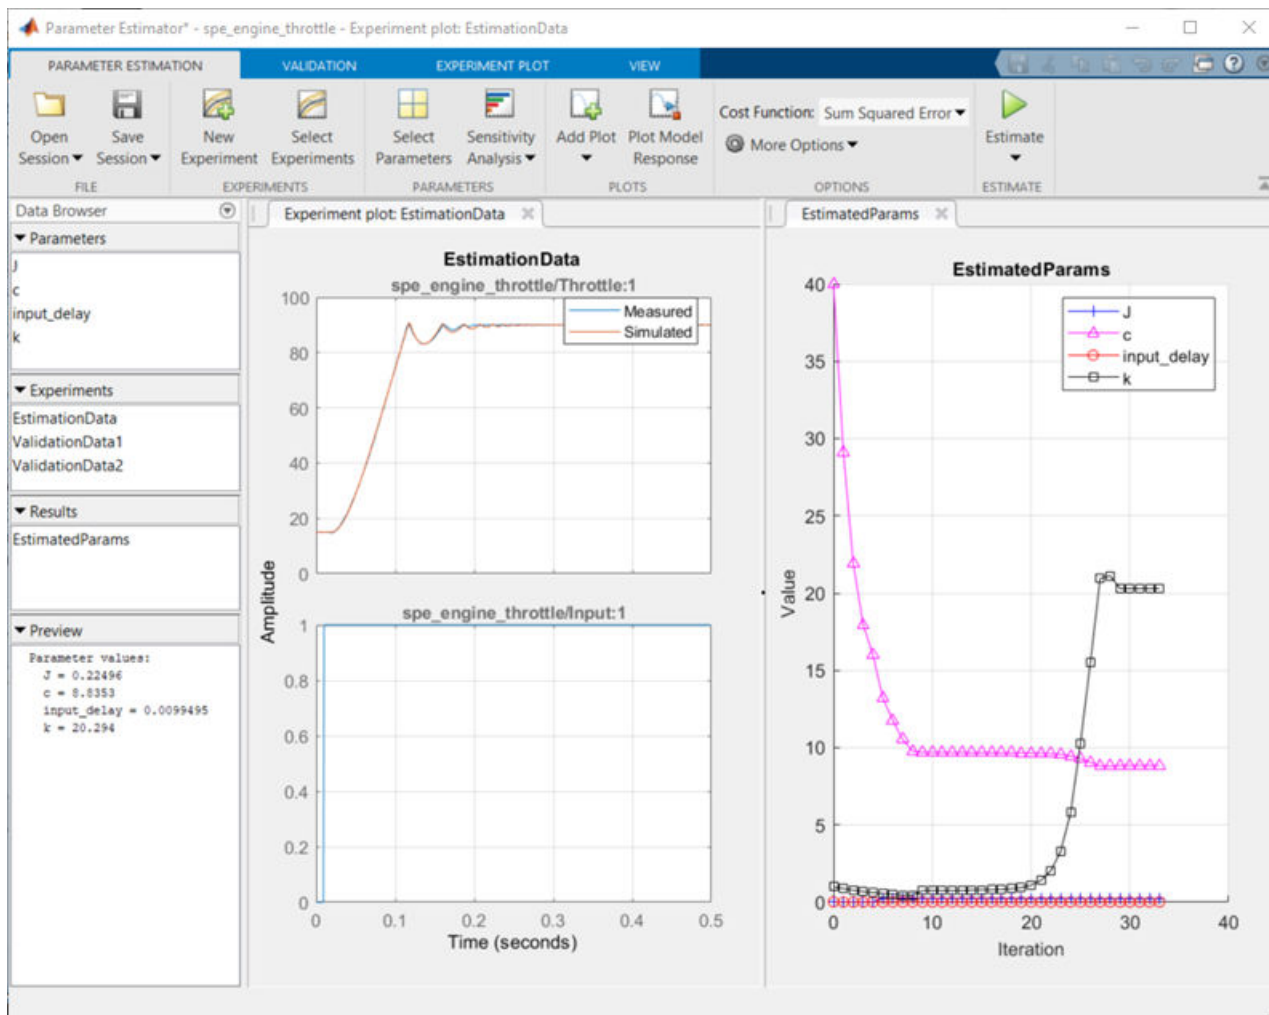 Parameter Estimator* - spe_engine_throttle - Experiment plot: EstimationData
PARAMETER ESTIMATION VALIDATION EXPERIMENT PLOT VIEW
Open Session Save Session New Experiment Select Experiments Select Parameters Sensitivity Analysis Add Plot Plot Model Response Cost Function: Sum Squared Error Estimate
More Options
FILE EXPERIMENTS PARAMETERS PLOTS OPTIONS ESTIMATE
Data Browser
Parameters
J
c
input_delay
k
Experiments
EstimationData
ValidationData1
ValidationData2
Results
EstimatedParams
Preview
Parameter values:
J = 0.22496
c = 8.8353
input_delay = 0.0099495
k = 20.294
Experiment plot: EstimationData
EstimationData
spe_engine_throttle/Throttle:1
Measured
Simulated
100
80
60
40
20
0
Amplitude
spe_engine_throttle/Input:1
1
0.8
0.6
0.4
0.2
0
0 0.1 0.2 0.3 0.4 0.5
Time (seconds)
EstimatedParams
EstimatedParams
J
c
input_delay
k
40
35
30
25
20
15
10
5
0
Value
0 10 20 30 40
Iteration